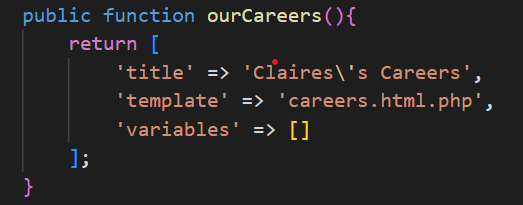 public function ourCareers(){
return [
'title' => 'Claires\'s Careers',
'template' => 'careers.html.php',
'variables' => []
];
}